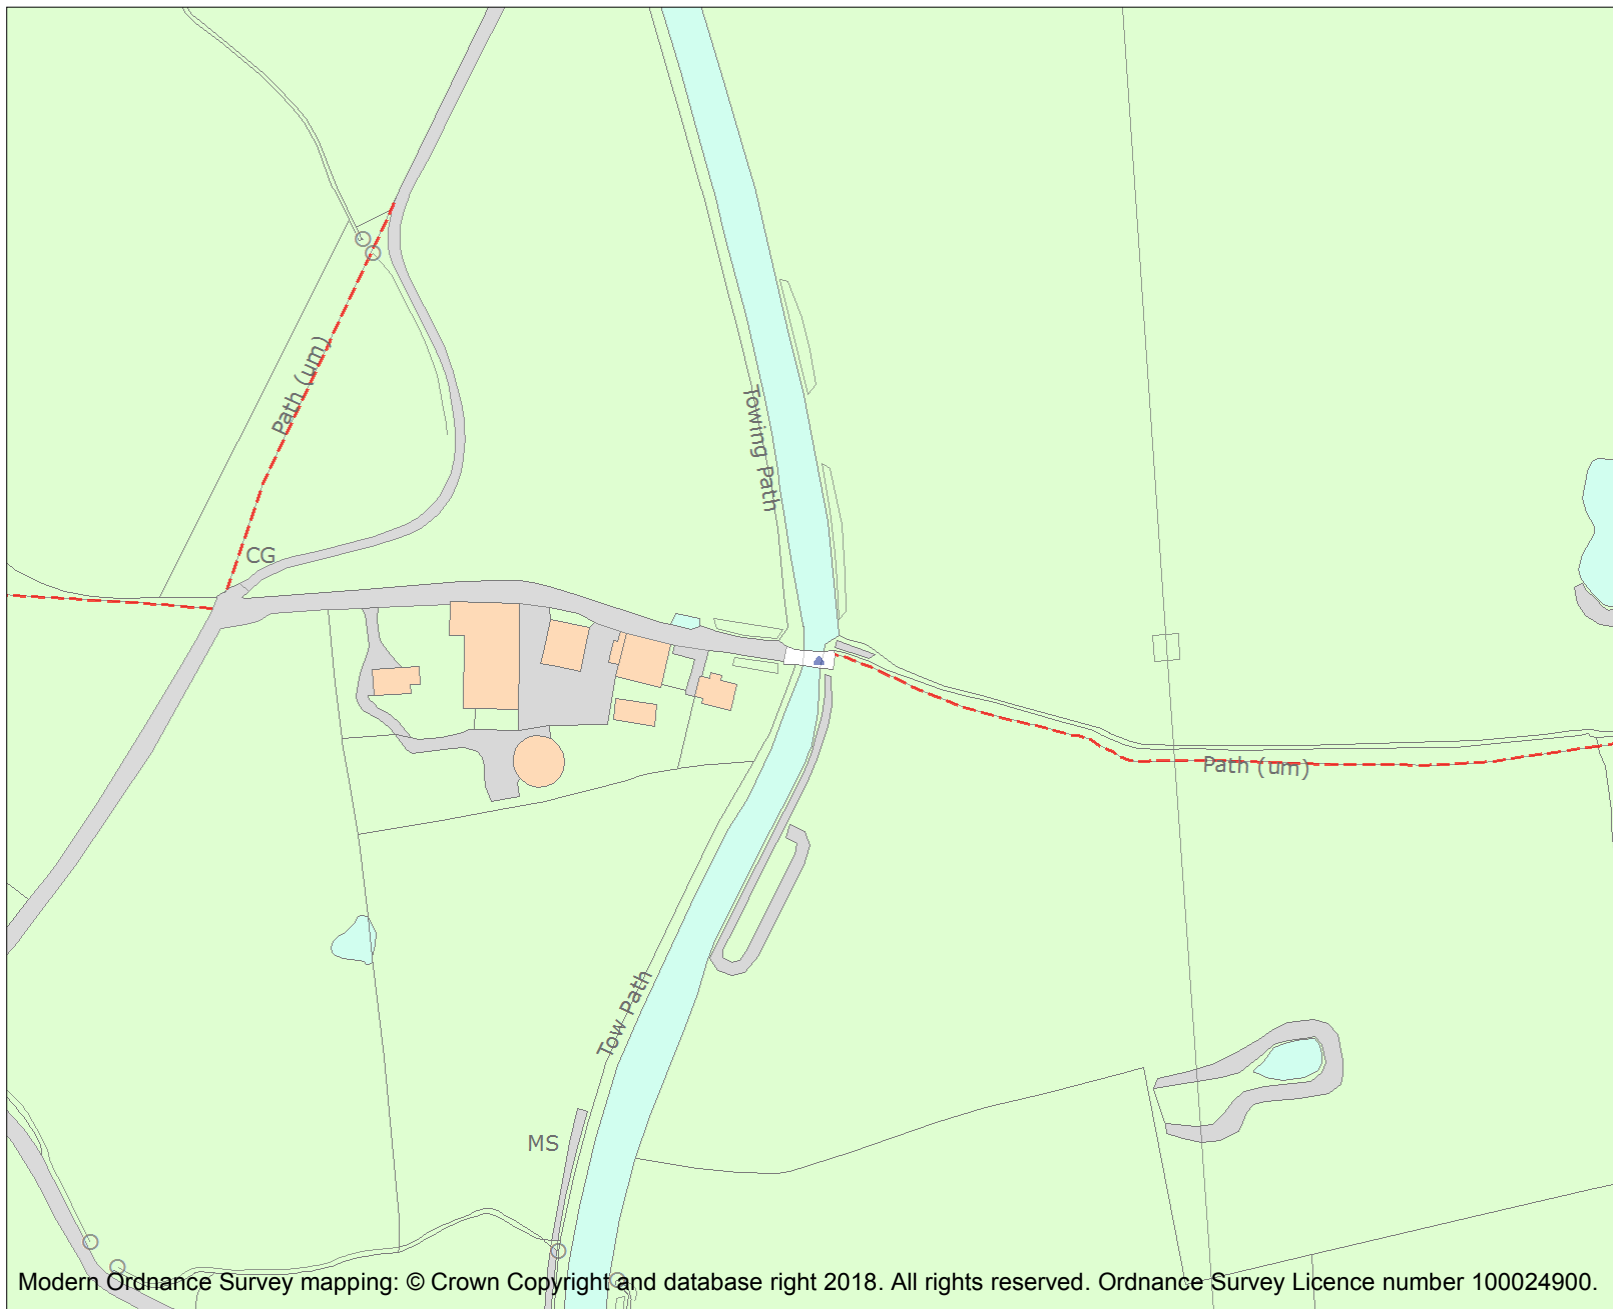 Path (um)
Towing Path
CG
Path (um)
Tow Path
MS
Modern Ordnance Survey mapping: © Crown Copyright and database right 2018. All rights reserved. Ordnance Survey Licence number 100024900.